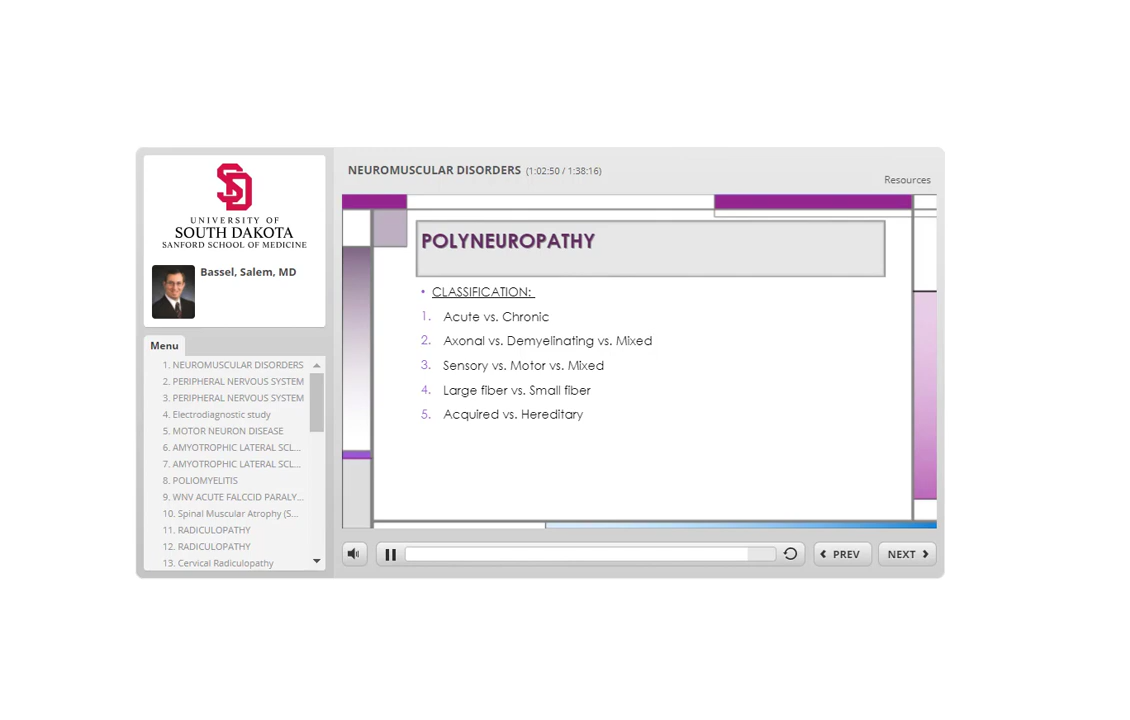 UNIVERSITY OF
SOUTH DAKOTA
SANFORD SCHOOL OF MEDICINE
Bassel, Salem, MD
Menu
1. NEUROMUSCULAR DISORDERS
2. PERIPHERAL NERVOUS SYSTEM
3. PERIPHERAL NERVOUS SYSTEM
4. Electrodiagnostic study
5. MOTOR NEURON DISEASE
6. AMYOTROPHIC LATERAL SCL...
7. AMYOTROPHIC LATERAL SCL...
8. POLIOMYELITIS
9. WNV ACUTE FALCCID PARALY...
10. Spinal Muscular Atrophy (S...
11. RADICULOPATHY
12. RADICULOPATHY
13. Cervical Radiculopathy
NEUROMUSCULAR DISORDERS (1:02:50 / 1:38:16)
Resources
POLYNEUROPATHY
• CLASSIFICATION:
1. Acute vs. Chronic
2. Axonal vs. Demyelinating vs. Mixed
3. Sensory vs. Motor vs. Mixed
4. Large fiber vs. Small fiber
5. Acquired vs. Hereditary
PREV
NEXT